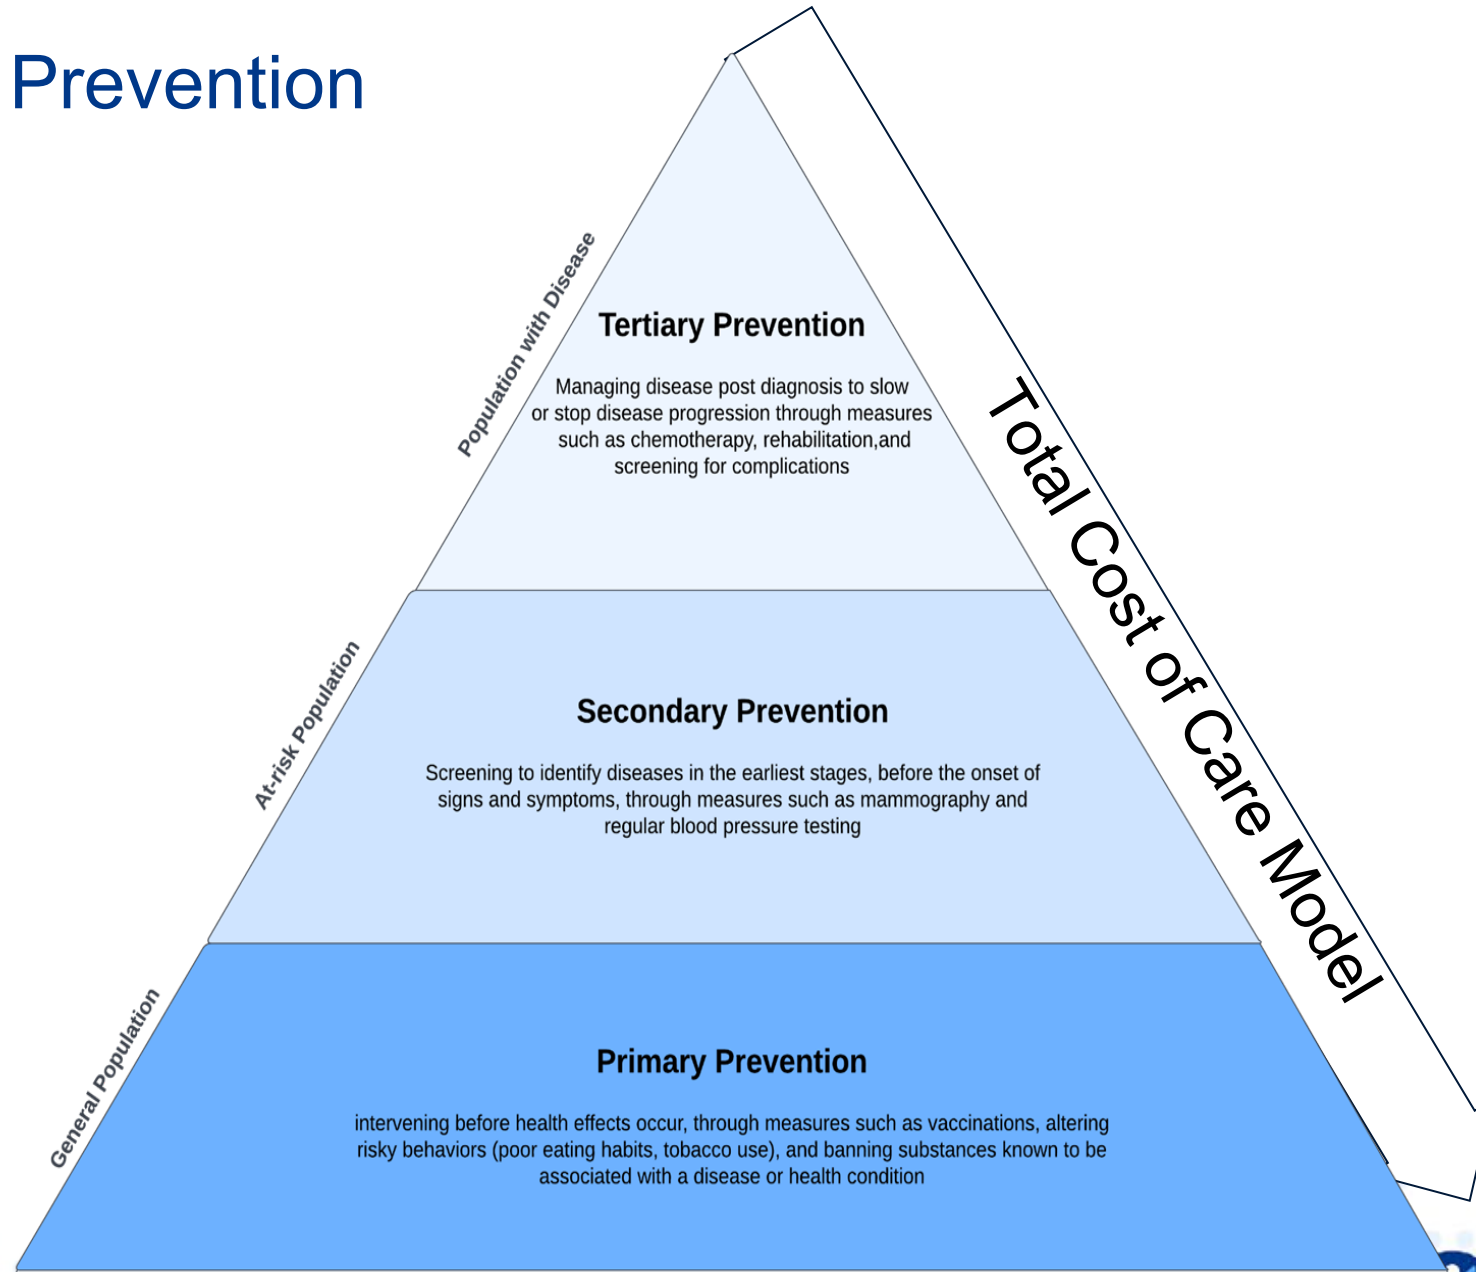 Prevention
Population with Disease
Tertiary Prevention
Managing disease post diagnosis to slow
or stop disease progression through measures
such as chemotherapy, rehabilitation,and
screening for complications
Total Cost of Care Model
At-risk Population
Secondary Prevention
Screening to identify diseases in the earliest stages, before the onset of
signs and symptoms, through measures such as mammography and
regular blood pressure testing
General Population
Primary Prevention
intervening before health effects occur, through measures such as vaccinations, altering
risky behaviors (poor eating habits, tobacco use), and banning substances known to be
associated with a disease or health condition